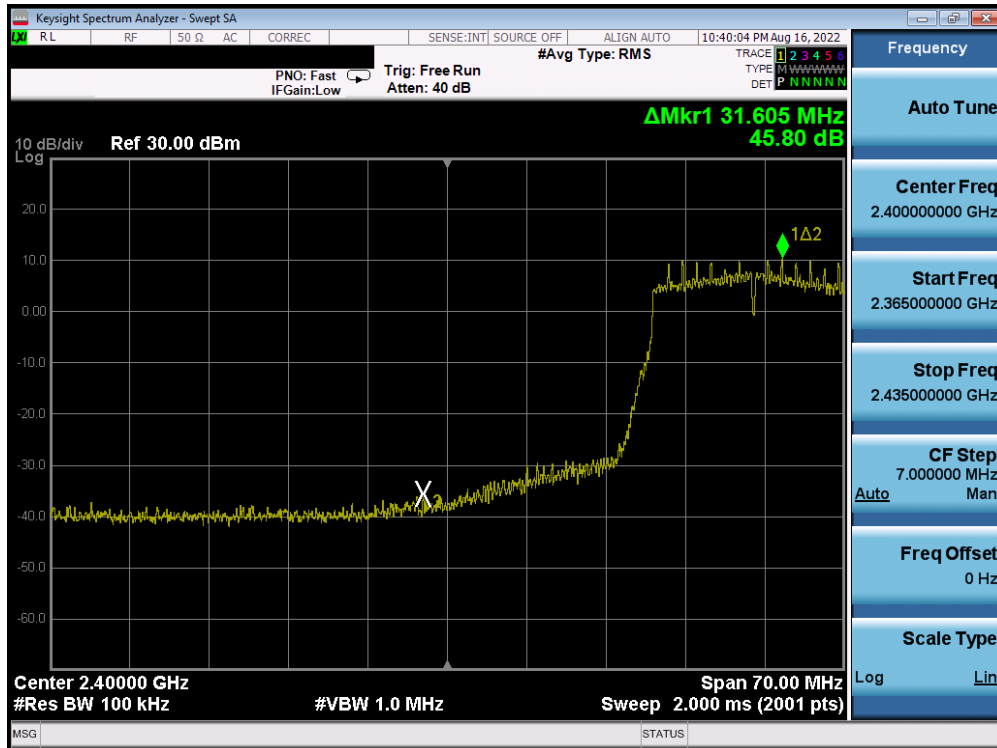 Keysight Spectrum Analyzer - Swept SA
LXI RL RF 50 Ω AC CORREC SENSE:INT SOURCE OFF ALIGN AUTO 10:40:04 PM Aug 16, 2022
#Avg Type: RMS
TRACE 1 2 3 4 5 6
TYPE M WWWWW
DET P N N N N N
PNO: Fast
IFGain:Low
Trig: Free Run
Atten: 40 dB
ΔMkr1 31.605 MHz
45.80 dB
10 dB/div Ref 30.00 dBm
Log
20.0
10.0
0.00
-10.0
-20.0
-30.0
-40.0
-50.0
-60.0
1Δ2
X2
Center 2.40000 GHz
Span 70.00 MHz
#Res BW 100 kHz
#VBW 1.0 MHz
Sweep 2.000 ms (2001 pts)
MSG
STATUS
Frequency
Auto Tune
Center Freq
2.400000000 GHz
Start Freq
2.365000000 GHz
Stop Freq
2.435000000 GHz
CF Step
7.000000 MHz
Auto Man
Freq Offset
0 Hz
Scale Type
Log Lin